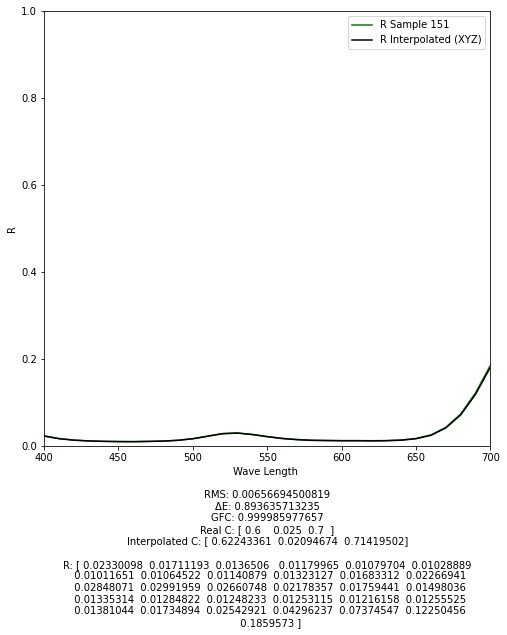 1.0
0.8
0.6
0.4
0.2
0.0
R
R Sample 151
R Interpolated (XYZ)
400 450 500 550 600 650 700
Wave Length
RMS: 0.00656694500819
ΔE: 0.893635713235
GFC: 0.999985977657
Real C: [ 0.6 0.025 0.7 ]
Interpolated C: [ 0.62243361 0.02094674 0.71419502]
R: [ 0.02330098 0.01711193 0.0136506 0.01179965 0.01079704 0.01028889
0.01011651 0.01064522 0.01140879 0.01323127 0.01683312 0.02266941
0.02848071 0.02991959 0.02660748 0.02178357 0.01759441 0.01498036
0.01335314 0.01284822 0.01248233 0.01253115 0.01216158 0.01255525
0.01381044 0.01734894 0.02542921 0.04296237 0.07374547 0.12250456
0.1859573 ]